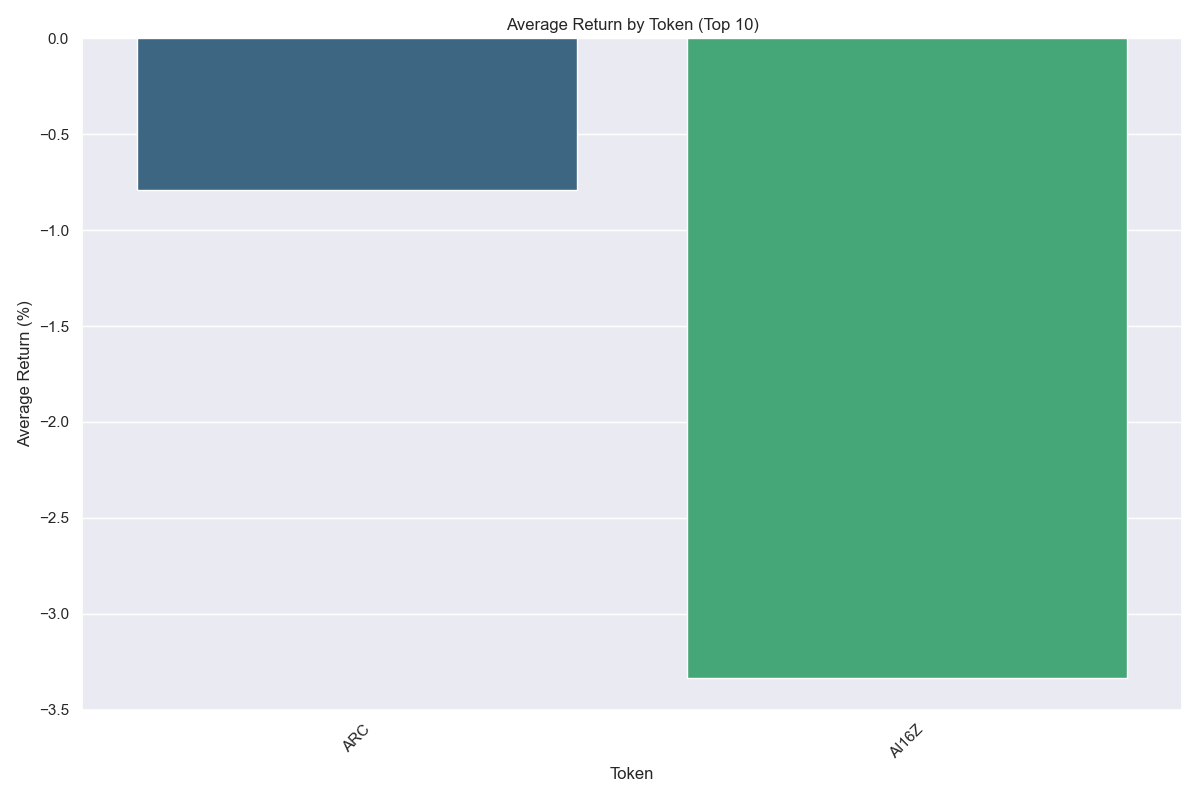 Average Return by Token (Top 10)
0.0
−0.5
−1.0
−1.5
−2.0
−2.5
−3.0
−3.5
Average Return (%)
ARC
AI16Z
Token